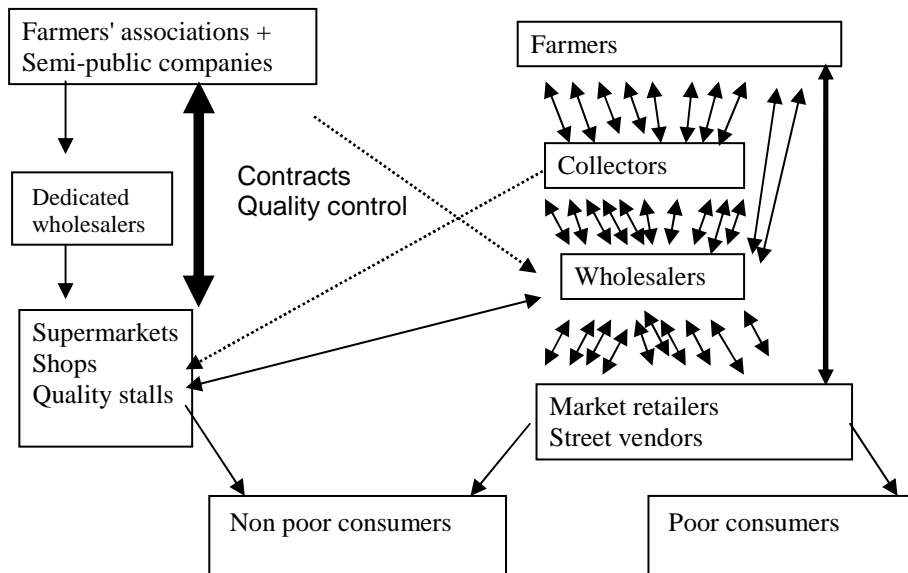 Farmers' associations +
Semi-public companies
Farmers
Contracts
Quality control
Collectors
Dedicated
wholesalers
Wholesalers
Supermarkets
Shops
Quality stalls
Market retailers
Street vendors
Non poor consumers
Poor consumers